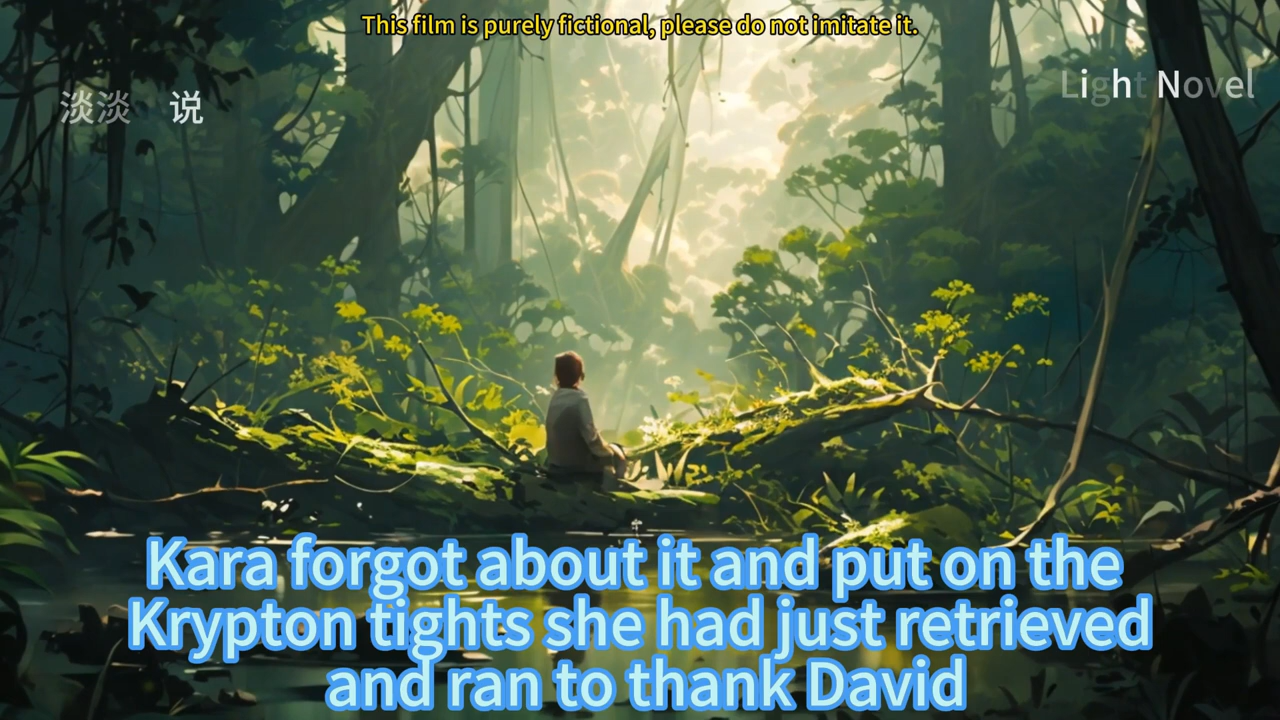 This film is purely fictional, please do not imitate it.
淡淡 说
Light Novel
Kara forgot about it and put on the
Krypton tights she had just retrieved
and ran to thank David